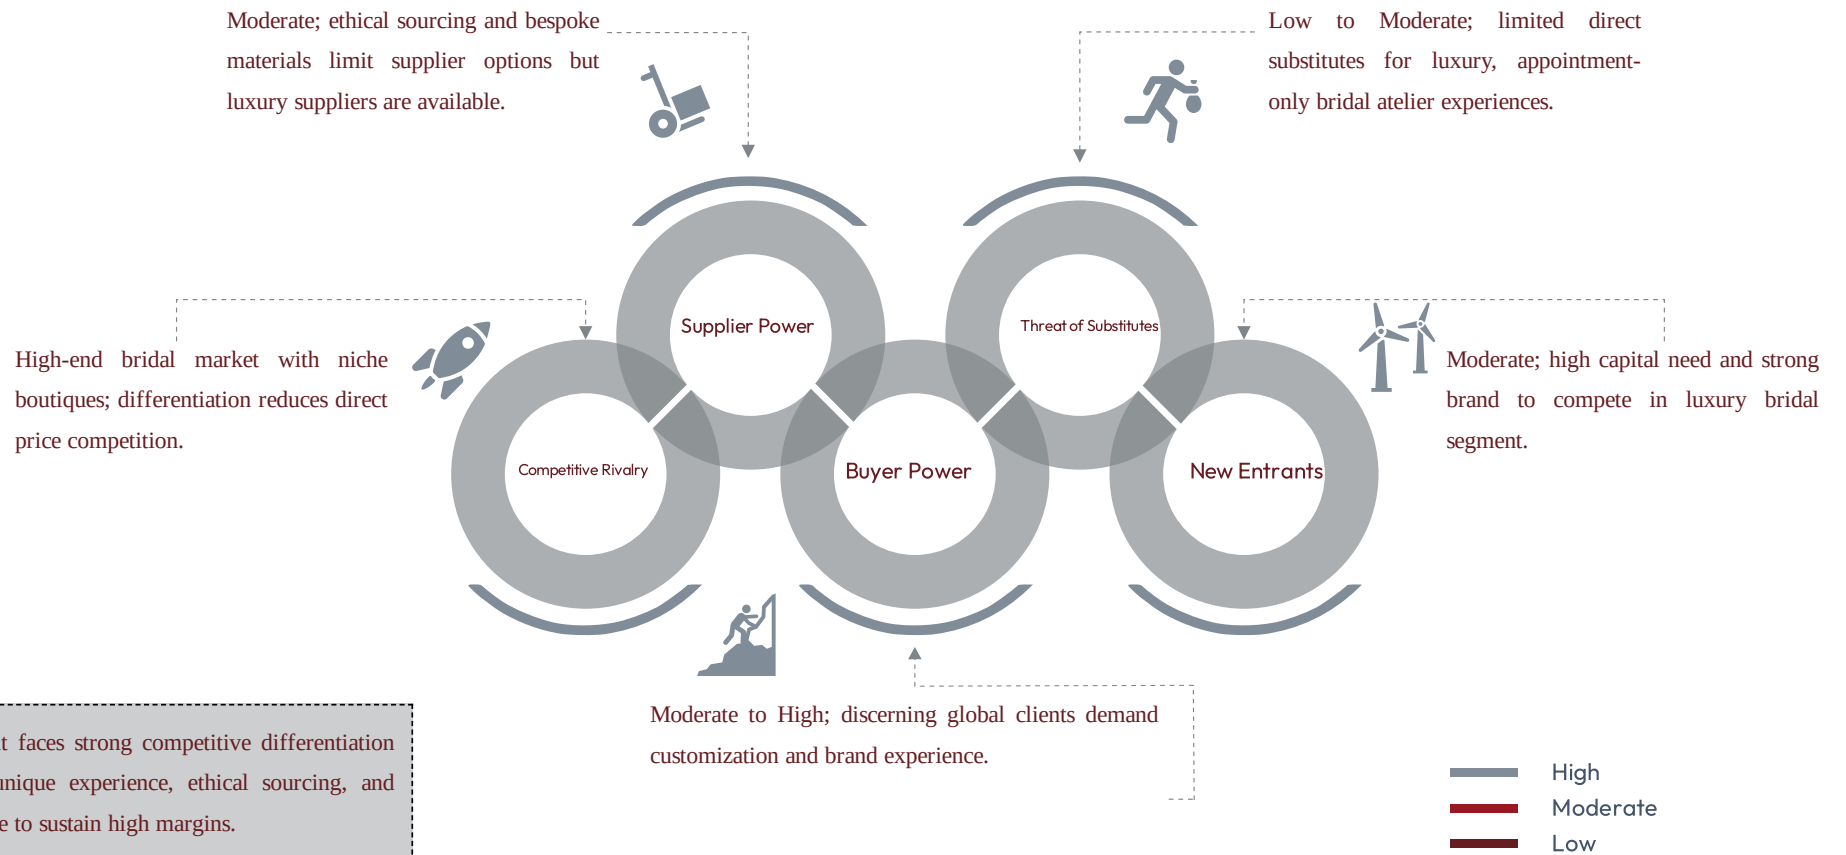 Moderate; ethical sourcing and bespoke
materials limit supplier options but
luxury suppliers are available.
Low to Moderate; limited direct
substitutes for luxury, appointment-
only bridal atelier experiences.
Supplier Power
Threat of Substitutes
High-end bridal market with niche
boutiques; differentiation reduces direct
price competition.
Moderate; high capital need and strong
brand to compete in luxury bridal
segment.
Competitive Rivalry
Buyer Power
New Entrants
Moderate to High; discerning global clients demand
customization and brand experience.
faces strong competitive differentiation
unique experience, ethical sourcing, and
to sustain high margins.
High
Moderate
Low